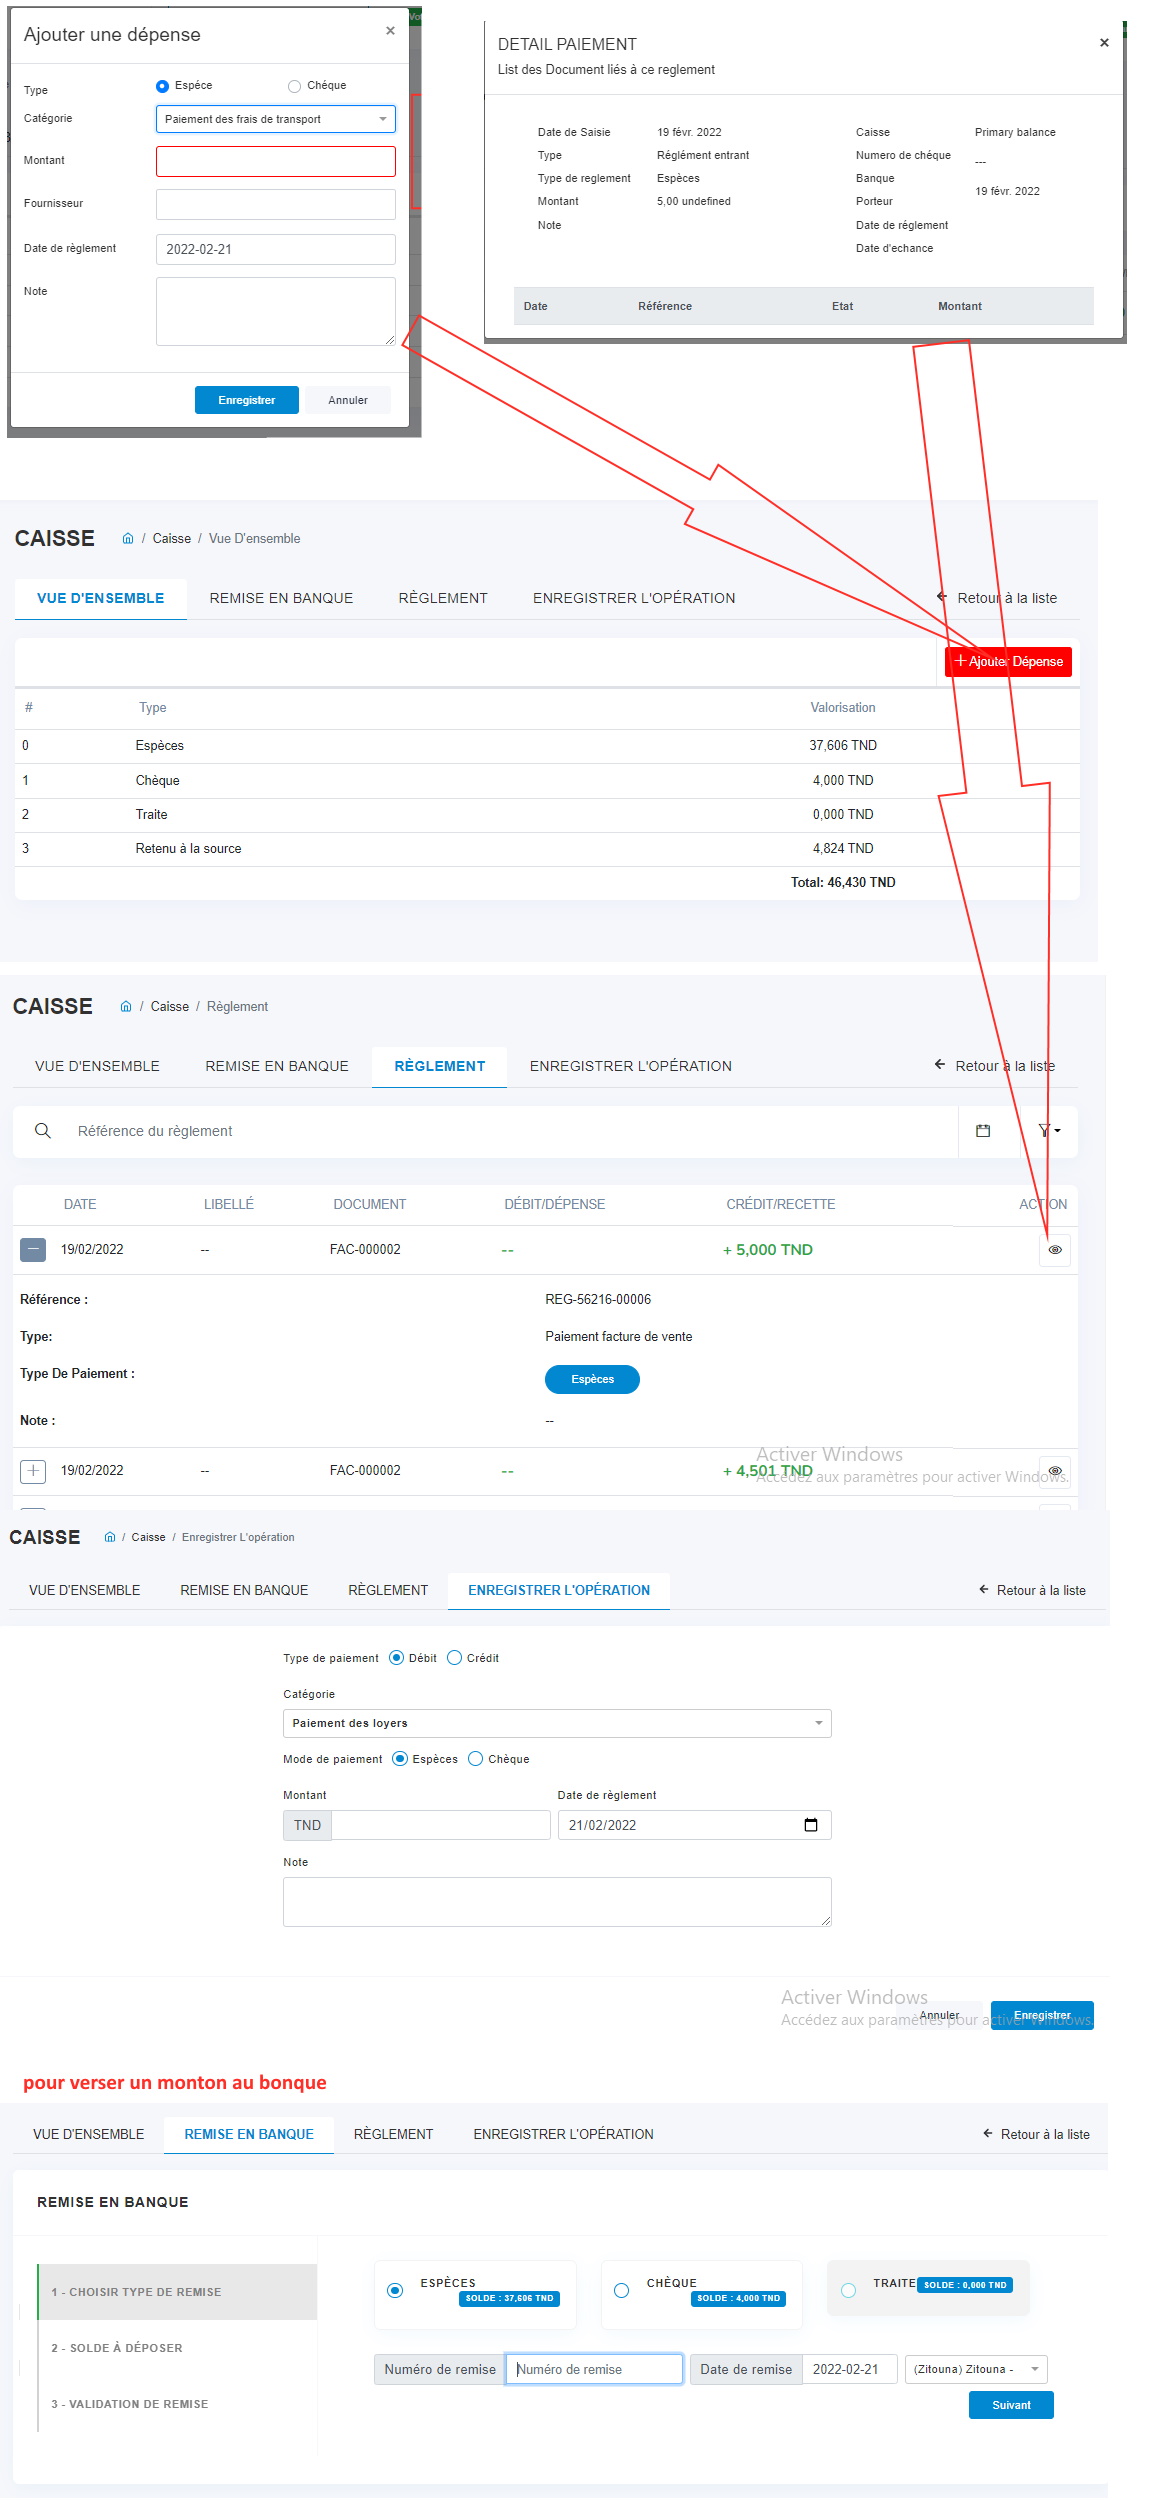 Ajouter une dépense
×
Type
Espéce
Chéque
Catégorie
Paiement des frais de transport
Montant
Fournisseur
Date de règlement
2022-02-21
Note
Enregistrer
Annuler
DETAIL PAIEMENT
×
List des Document liés à ce reglement
Date de Saisie
19 févr. 2022
Type
Réglément entrant
Type de reglement
Espèces
Montant
5,00 undefined
Note
Caisse
Primary balance
Numero de chéque
---
Banque
19 févr. 2022
Porteur
Date de réglement
Date d'echance
Date Référence Etat Montant
CAISSE / Caisse / Vue D'ensemble
VUE D'ENSEMBLE REMISE EN BANQUE RÈGLEMENT ENREGISTRER L'OPÉRATION Retour à la liste
+ Ajouter Dépense
# Type Valorisation
0 Espèces 37,606 TND
1 Chèque 4,000 TND
2 Traite 0,000 TND
3 Retenu à la source 4,824 TND
Total: 46,430 TND
CAISSE / Caisse / Règlement
VUE D'ENSEMBLE REMISE EN BANQUE RÈGLEMENT ENREGISTRER L'OPÉRATION Retour à la liste
Référence du règlement
DATE LIBELLÉ DOCUMENT DÉBIT/DÉPENSE CRÉDIT/RECETTE ACTION
19/02/2022 -- FAC-000002 -- + 5,000 TND
Référence : REG-56216-00006
Type: Paiement facture de vente
Type De Paiement : Espèces
Note : --
19/02/2022 -- FAC-000002 -- + 4,501 TND
Activer Windows
Accédez aux paramètres pour activer Windows.
CAISSE / Caisse / Enregistrer L'opération
VUE D'ENSEMBLE REMISE EN BANQUE RÈGLEMENT ENREGISTRER L'OPÉRATION Retour à la liste
Type de paiement Débit Crédit
Catégorie
Paiement des loyers
Mode de paiement Espèces Chèque
Montant Date de règlement
TND 21/02/2022
Note
Activer Windows
Accédez aux paramètres pour activer Windows.
Annuler Enregistrer
pour verser un monton au bonque
VUE D'ENSEMBLE REMISE EN BANQUE RÈGLEMENT ENREGISTRER L'OPÉRATION Retour à la liste
REMISE EN BANQUE
1 - CHOISIR TYPE DE REMISE
2 - SOLDE À DÉPOSER
3 - VALIDATION DE REMISE
ESPÈCES
SOLDE : 37,606 TND
CHÈQUE
SOLDE : 4,000 TND
TRAITE SOLDE : 0,000 TND
Numéro de remise Numéro de remise Date de remise 2022-02-21 (Zitouna) Zitouna -
Suivant